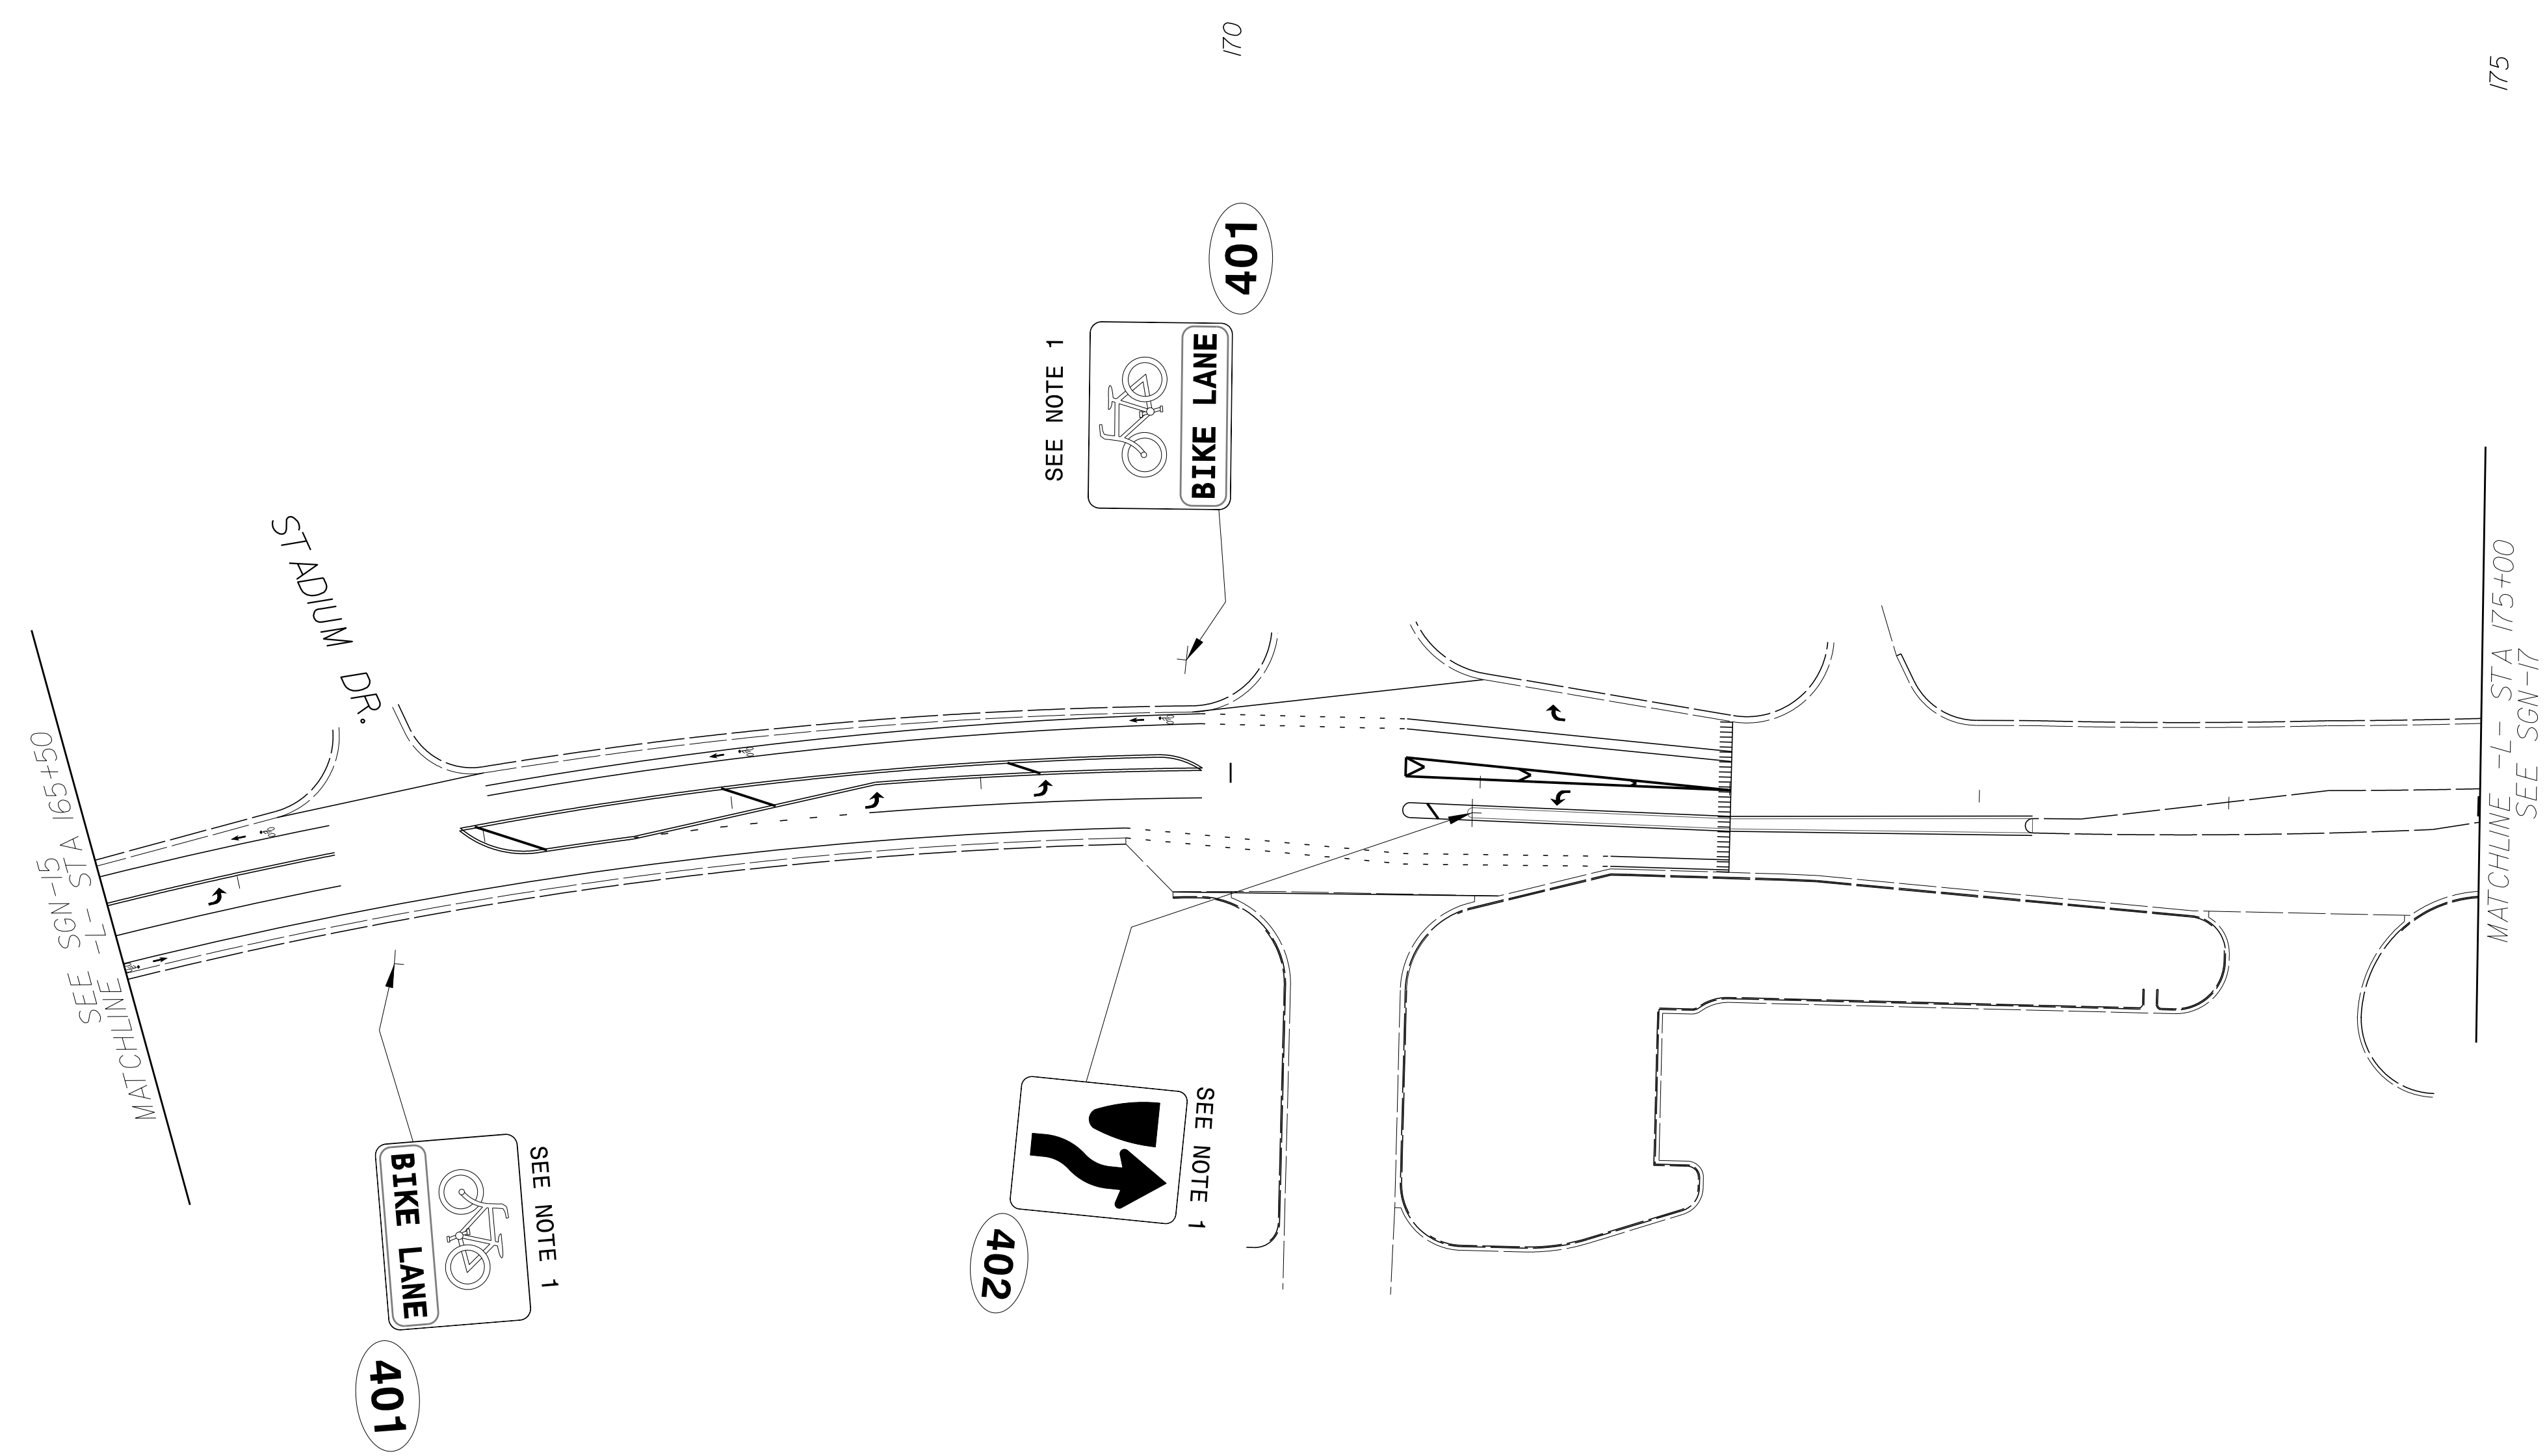 170
175
401
SEE NOTE 1
BIKE LANE
STADIUM DR.
SEE SGN-15
MATCHLINE -L- STA 165+50
MATCHLINE -L- STA 175+00
SEE SGN-17
SEE NOTE 1
402
BIKE LANE
SEE NOTE 1
401